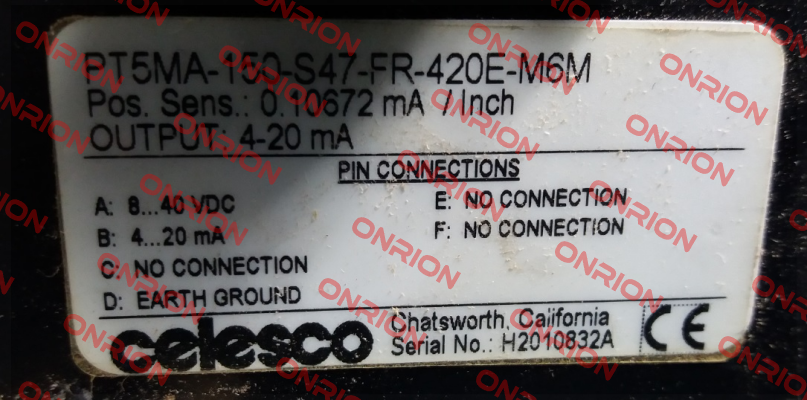 PT5MA-150-S47-FR-420E-M6M
Pos. Sens.: 0.10672 mA / Inch
OUTPUT: 4-20 mA
PIN CONNECTIONS
A: 8...40 VDC
B: 4...20 mA
C: NO CONNECTION
D: EARTH GROUND
E: NO CONNECTION
F: NO CONNECTION
celesco
Chatsworth, California
Serial No.: H2010832A
CE
ONRION